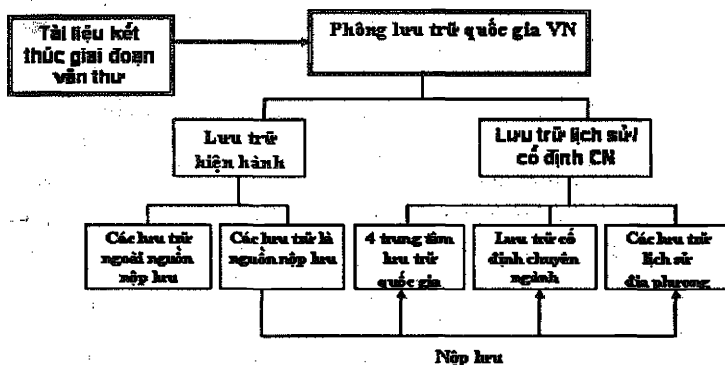 Tài liệu kết
thúc giai đoạn
văn thư
Phông lưu trữ quốc gia VN
Lưu trữ
hiện hành
Lưu trữ lịch sử/
cố định CN
Các lưu trữ
ngoài nguồn
nộp lưu
Các lưu trữ là
nguồn nộp lưu
4 trung tâm
lưu trữ
quốc gia
Lưu trữ cố
định chuyên
ngành
Các lưu trữ
lịch sử
địa phương
Nộp lưu